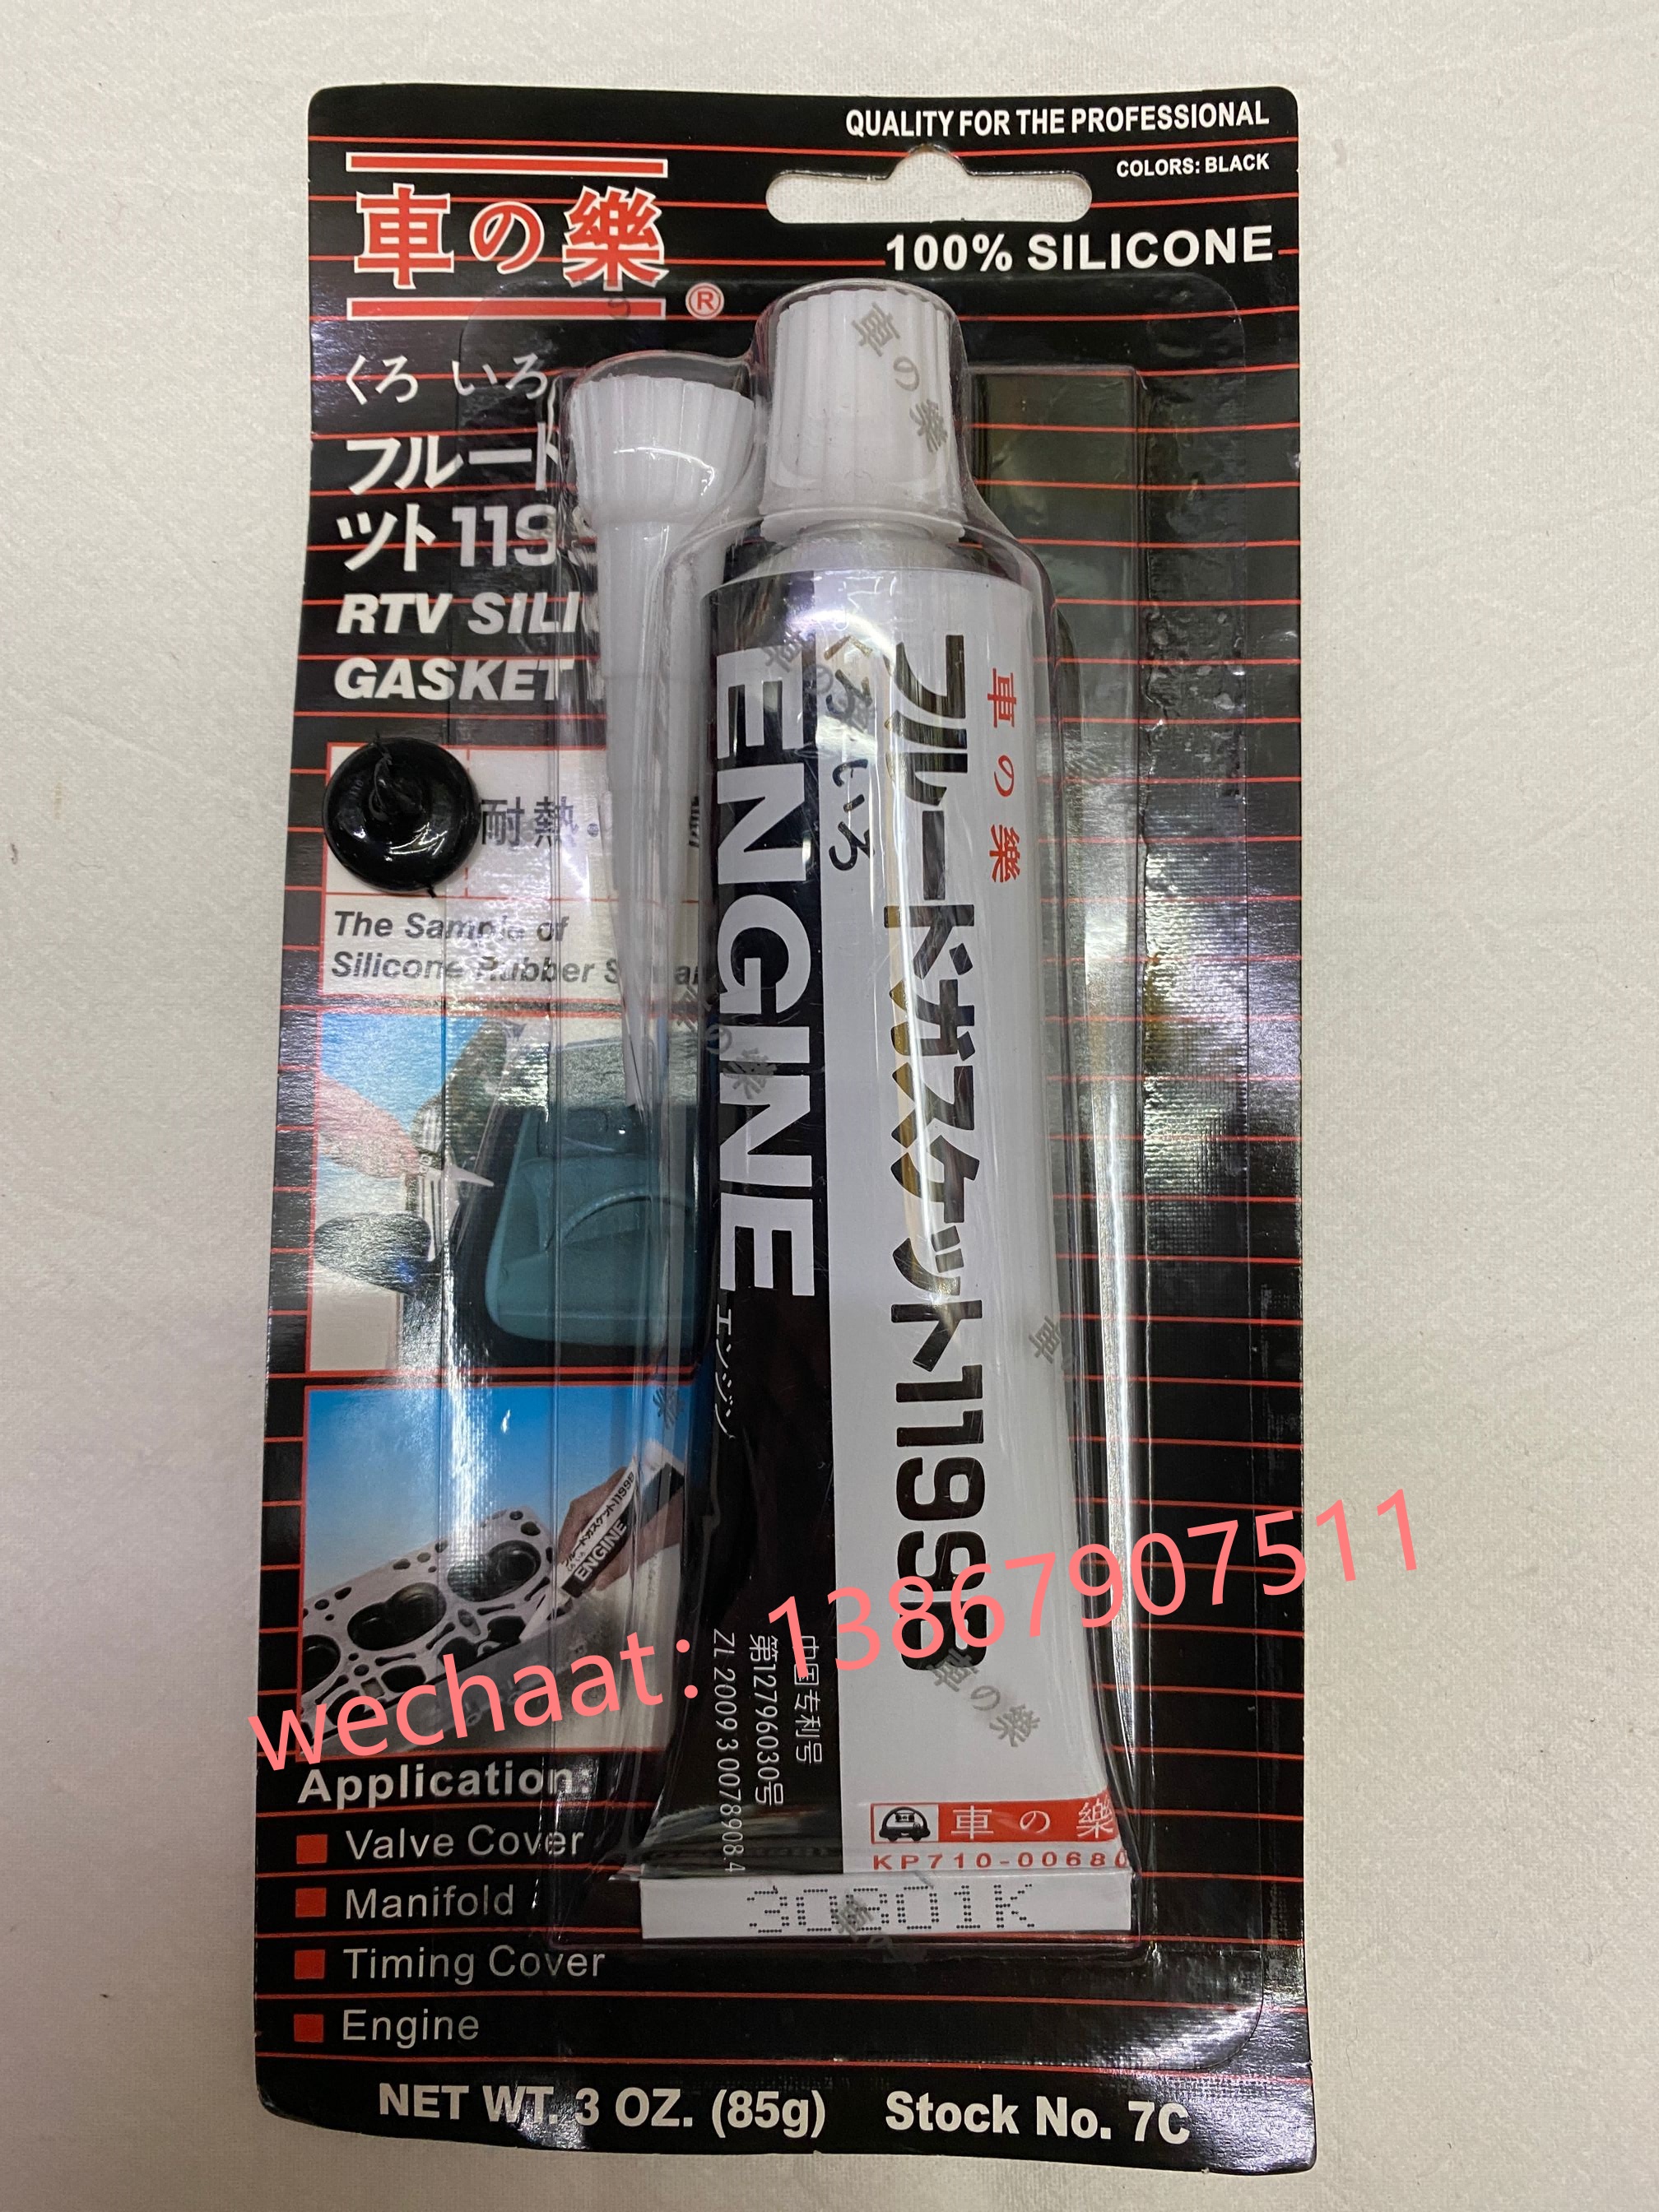 QUALITY FOR THE PROFESSIONAL
COLORS: BLACK
100% SILICONE
車の樂
®
くろ いろ
フルード
ット119
RTV SILI
GASKET
耐熱・
The Sample of
Silicone Rubber
車の樂
フルードガスケット1199
くろいろ
ENGINE
エンジン
中国专利号
第12796030号
ZL 2009 3 0078908.4
車の樂
KP710-00680
30801K
ENGINE
wechaat: 13867907511
Application:
Valve Cover
Manifold
Timing Cover
Engine
NET WT. 3 OZ. (85g)
Stock No. 7C